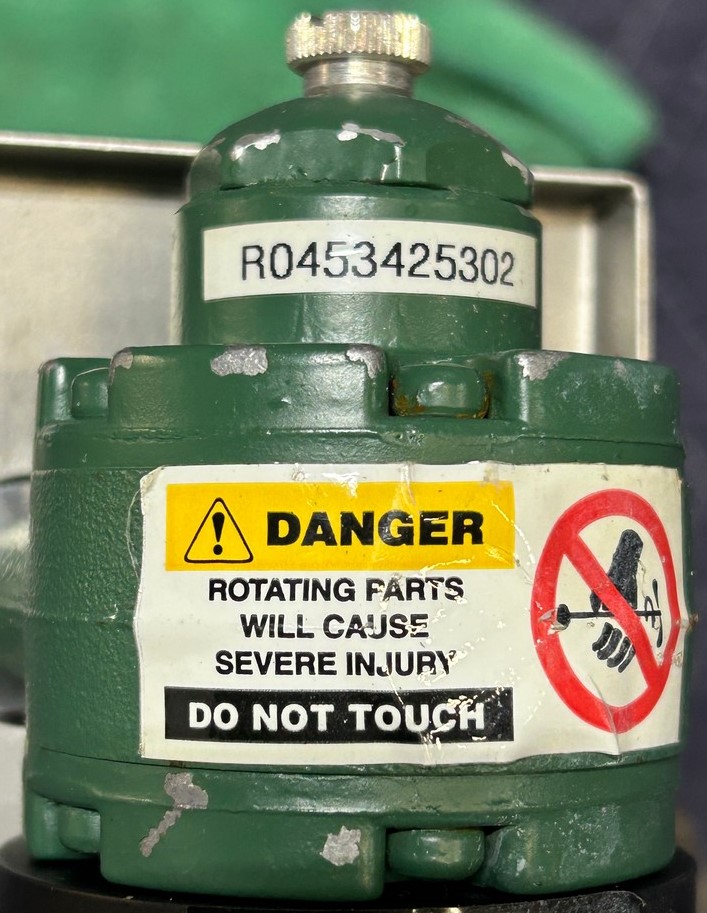 R0453425302
DANGER
ROTATING PARTS
WILL CAUSE
SEVERE INJURY
DO NOT TOUCH